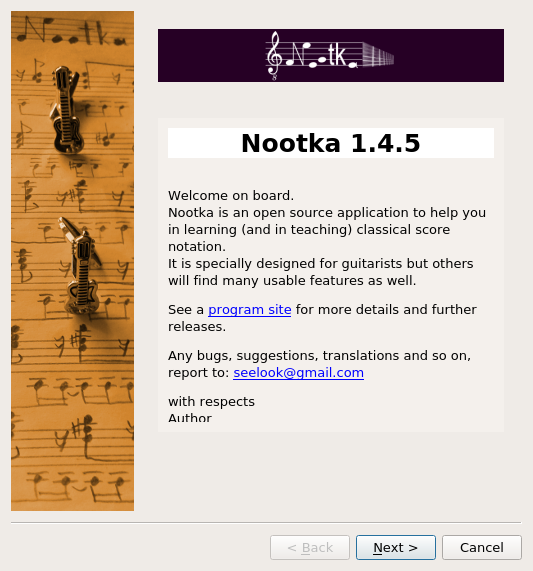 Nootka
Nootka 1.4.5
Welcome on board.
Nootka is an open source application to help you
in learning (and in teaching) classical score
notation.
It is specially designed for guitarists but others
will find many usable features as well.
See a program site for more details and further
releases.
Any bugs, suggestions, translations and so on,
report to: seelook@gmail.com
with respects
Author
< Back
Next >
Cancel